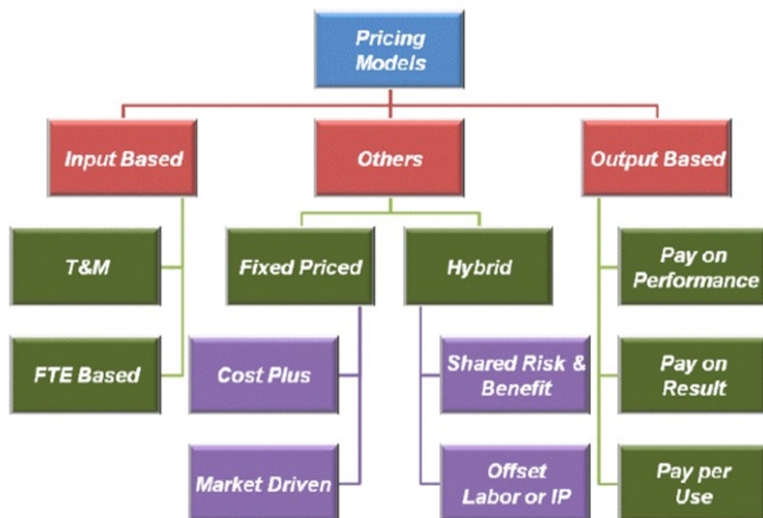 Pricing
Models
Input Based
Others
Output Based
T&M
Fixed Priced
Hybrid
Pay on
Performance
FTE Based
Cost Plus
Shared Risk &
Benefit
Pay on
Result
Market Driven
Offset
Labor or IP
Pay per
Use